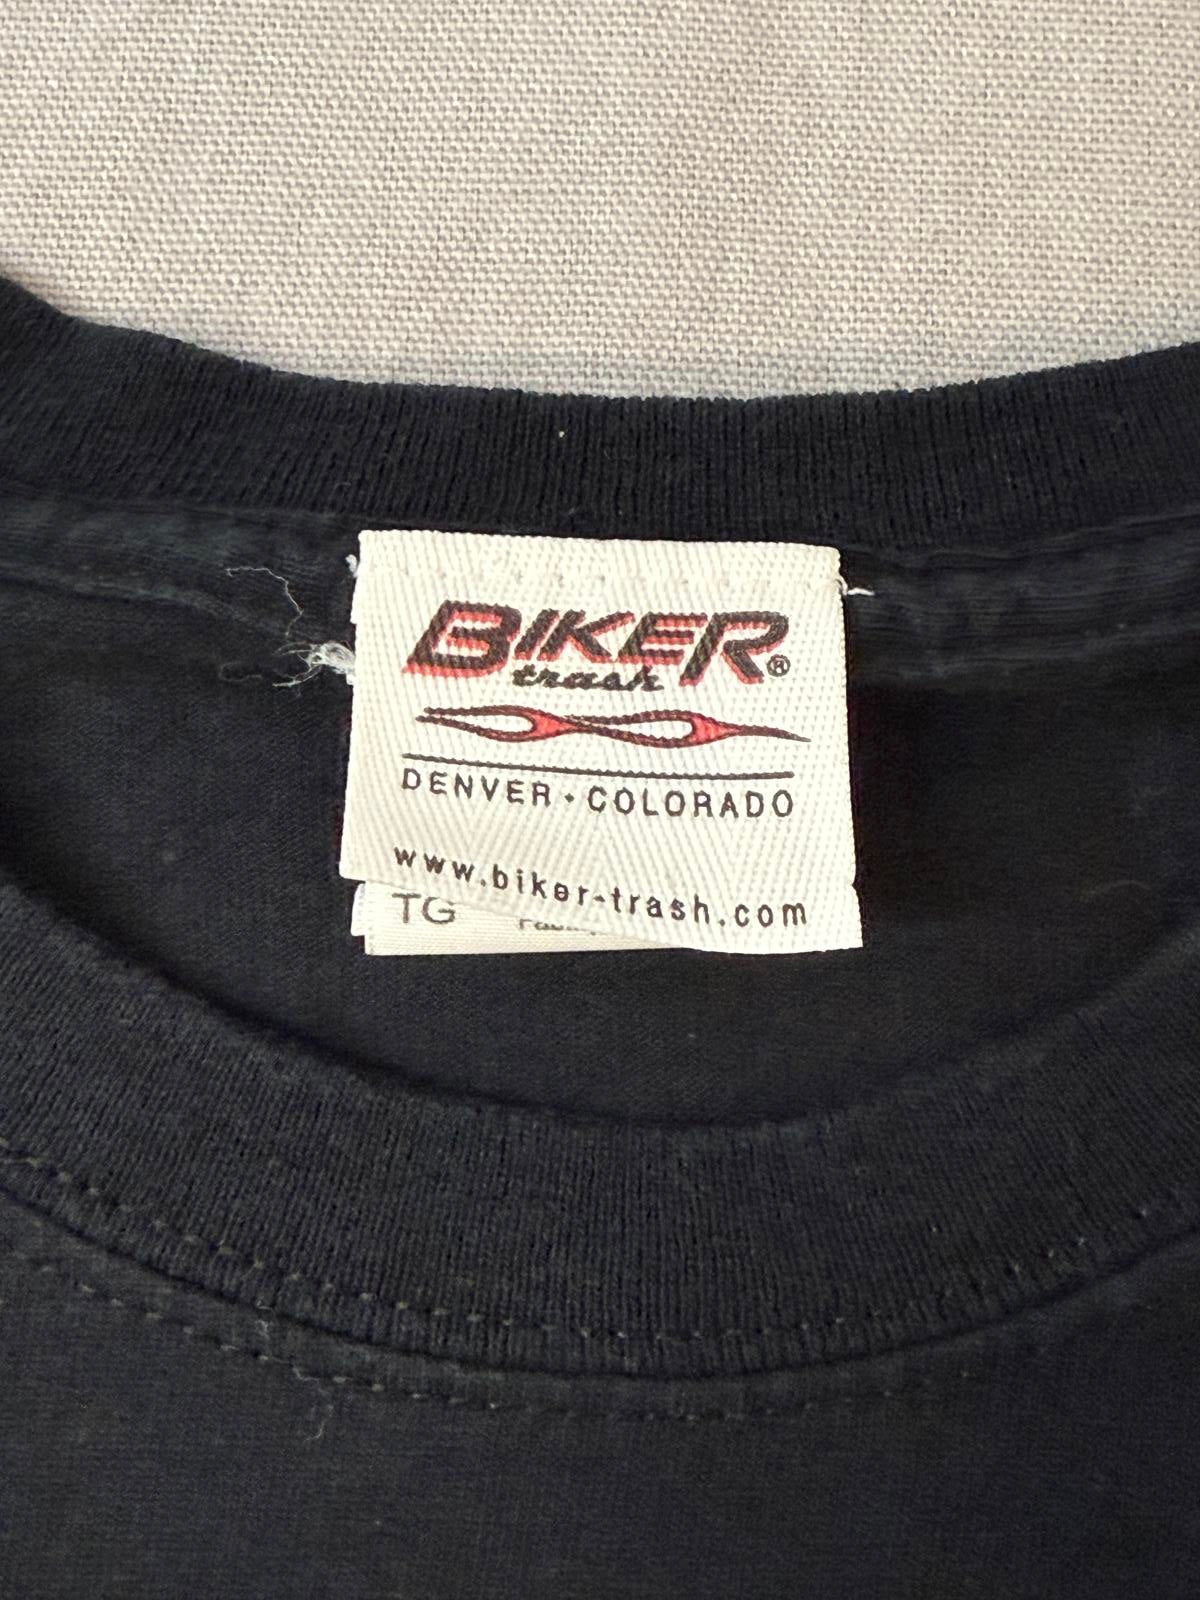 BIKER®
trash
DENVER · COLORADO
www.biker-trash.com
TG